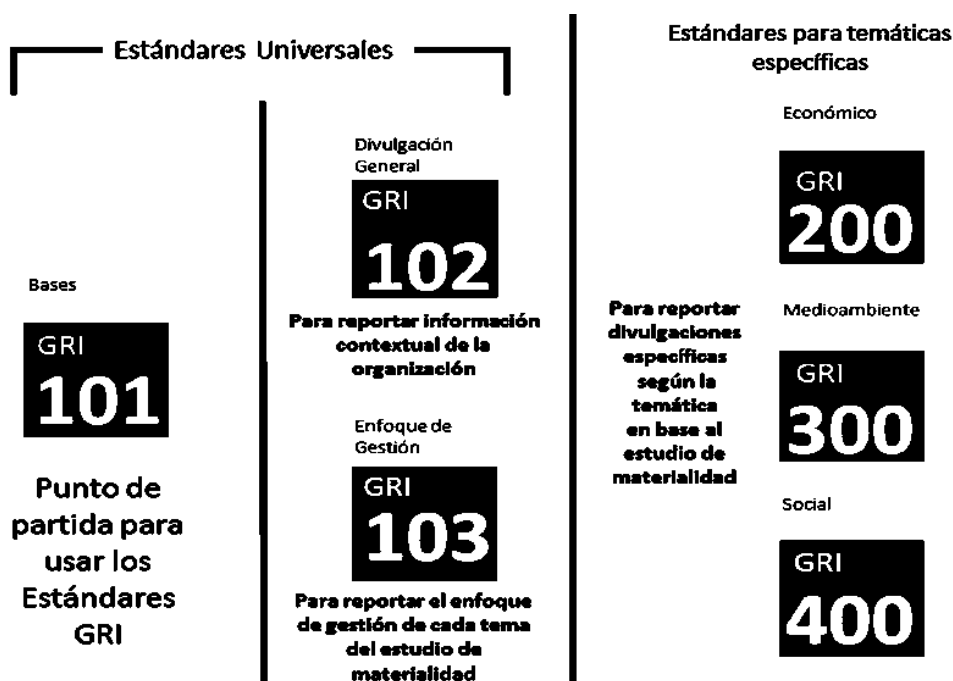 Estándares Universales
Bases
GRI
101
Punto de
partida para
usar los
Estándares
GRI
Divulgación
General
GRI
102
Para reportar información
contextual de la
organización
Enfoque de
Gestión
GRI
103
Para reportar el enfoque
de gestión de cada tema
del estudio de
materialidad
Estándares para temáticas
específicas
Para reportar
divulgaciones
específicas
según la
temática
en base al
estudio de
materialidad
Económico
GRI
200
Medioambiente
GRI
300
Social
GRI
400